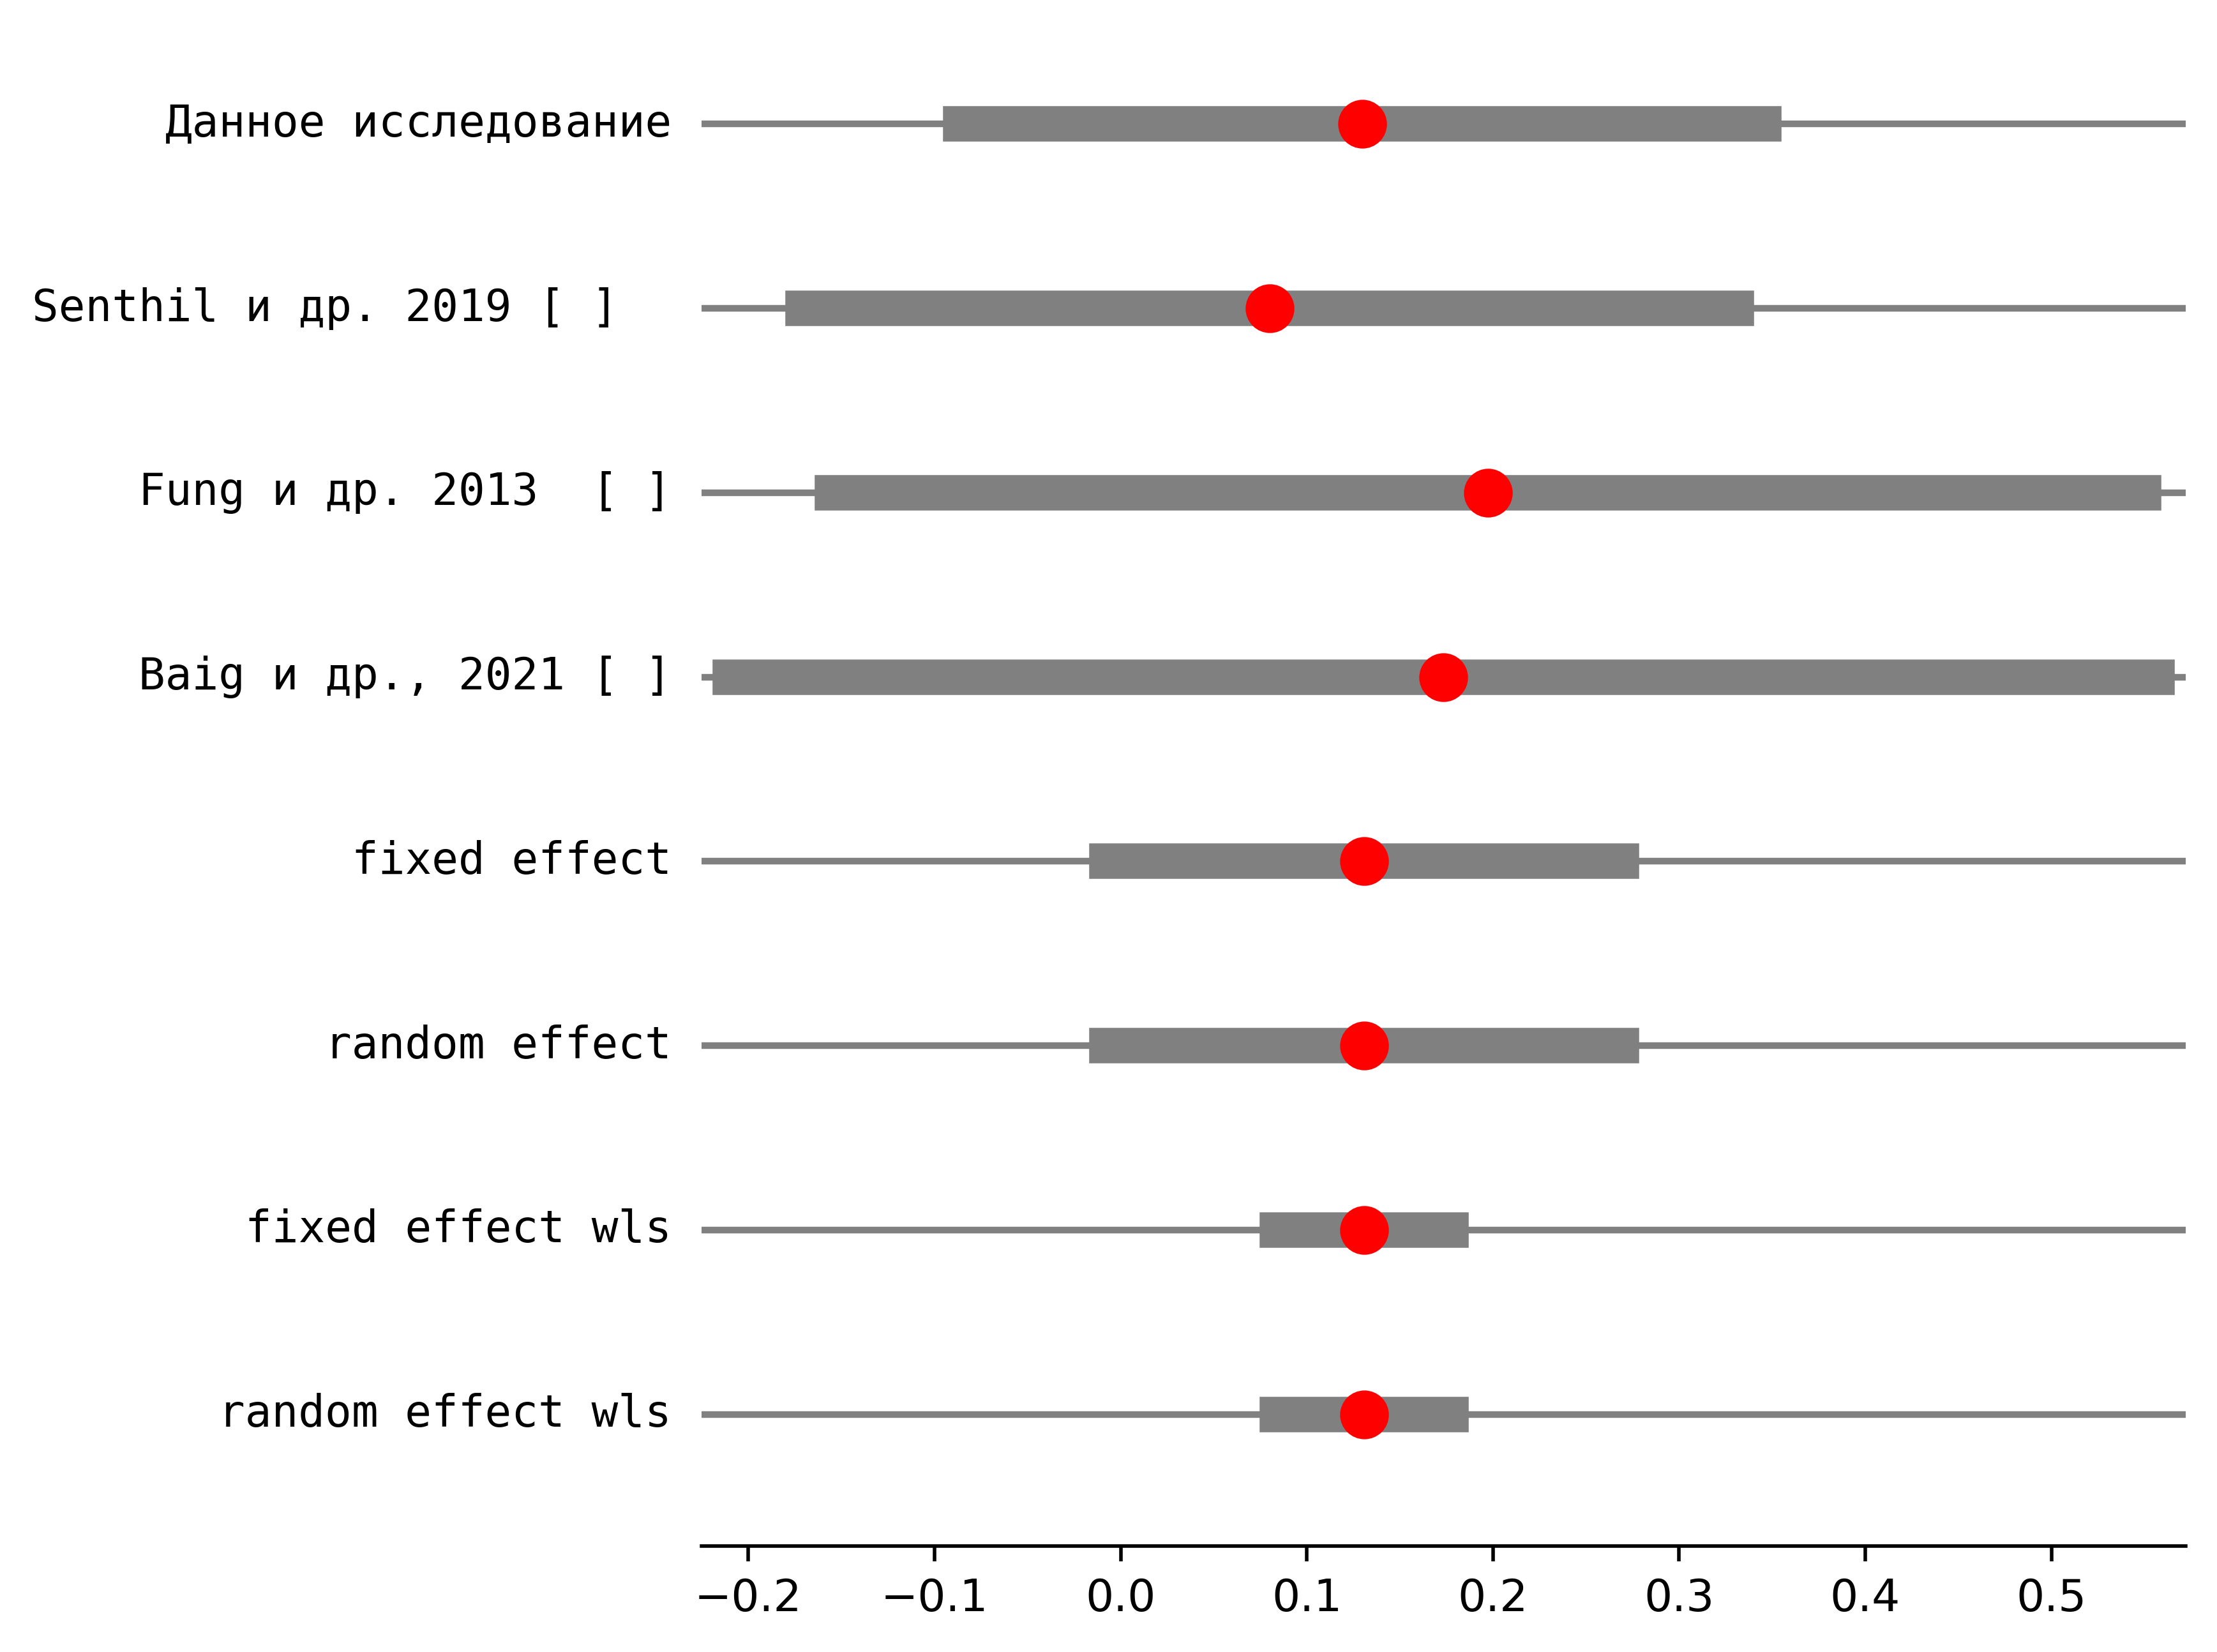 Данное исследование
Senthil и др. 2019 [ ]
Fung и др. 2013  [ ]
Baig и др., 2021 [ ]
fixed effect
random effect
fixed effect wls
random effect wls
−0.2 −0.1 0.0 0.1 0.2 0.3 0.4 0.5